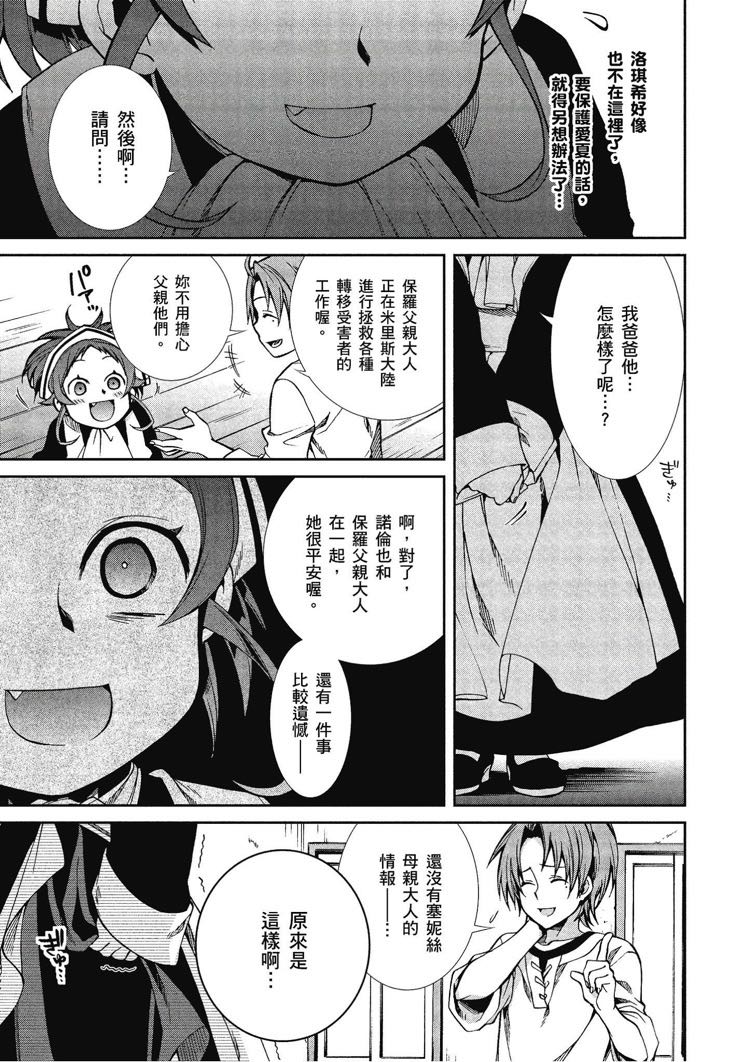 洛琪希好像
也不在這裡了，
要保護愛夏的話，
就得另想辦法了…
然後啊…
請問……
我爸爸他…
怎麼樣了呢…？
ぎゅ…
保羅父親大人
正在米里斯大陸
進行拯救各種
轉移受害者的
工作喔。
妳不用擔心
父親他們。
パァッ
啊，對了，
諾倫也和
保羅父親大人
在一起，
她很平安喔。
還有一件事
比較遺憾——
還沒有塞妮絲
母親大人的
情報——…
原來是
這樣啊…
ぎゅっ…